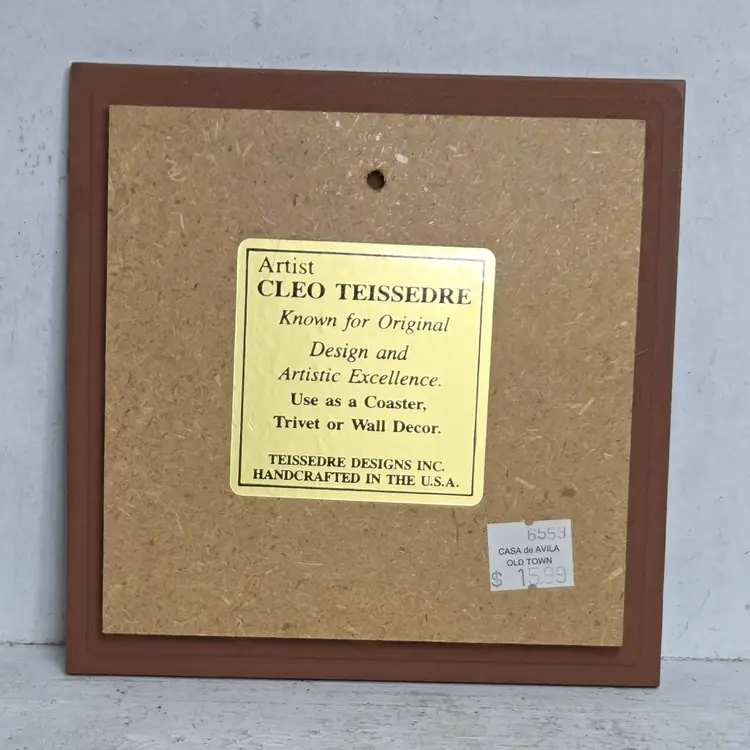 Artist
CLEO TEISSEDRE
Known for Original
Design and
Artistic Excellence.
Use as a Coaster,
Trivet or Wall Decor.
TEISSEDRE DESIGNS INC.
HANDCRAFTED IN THE U.S.A.
6553
CASA de AVILA
OLD TOWN
$ 15.99